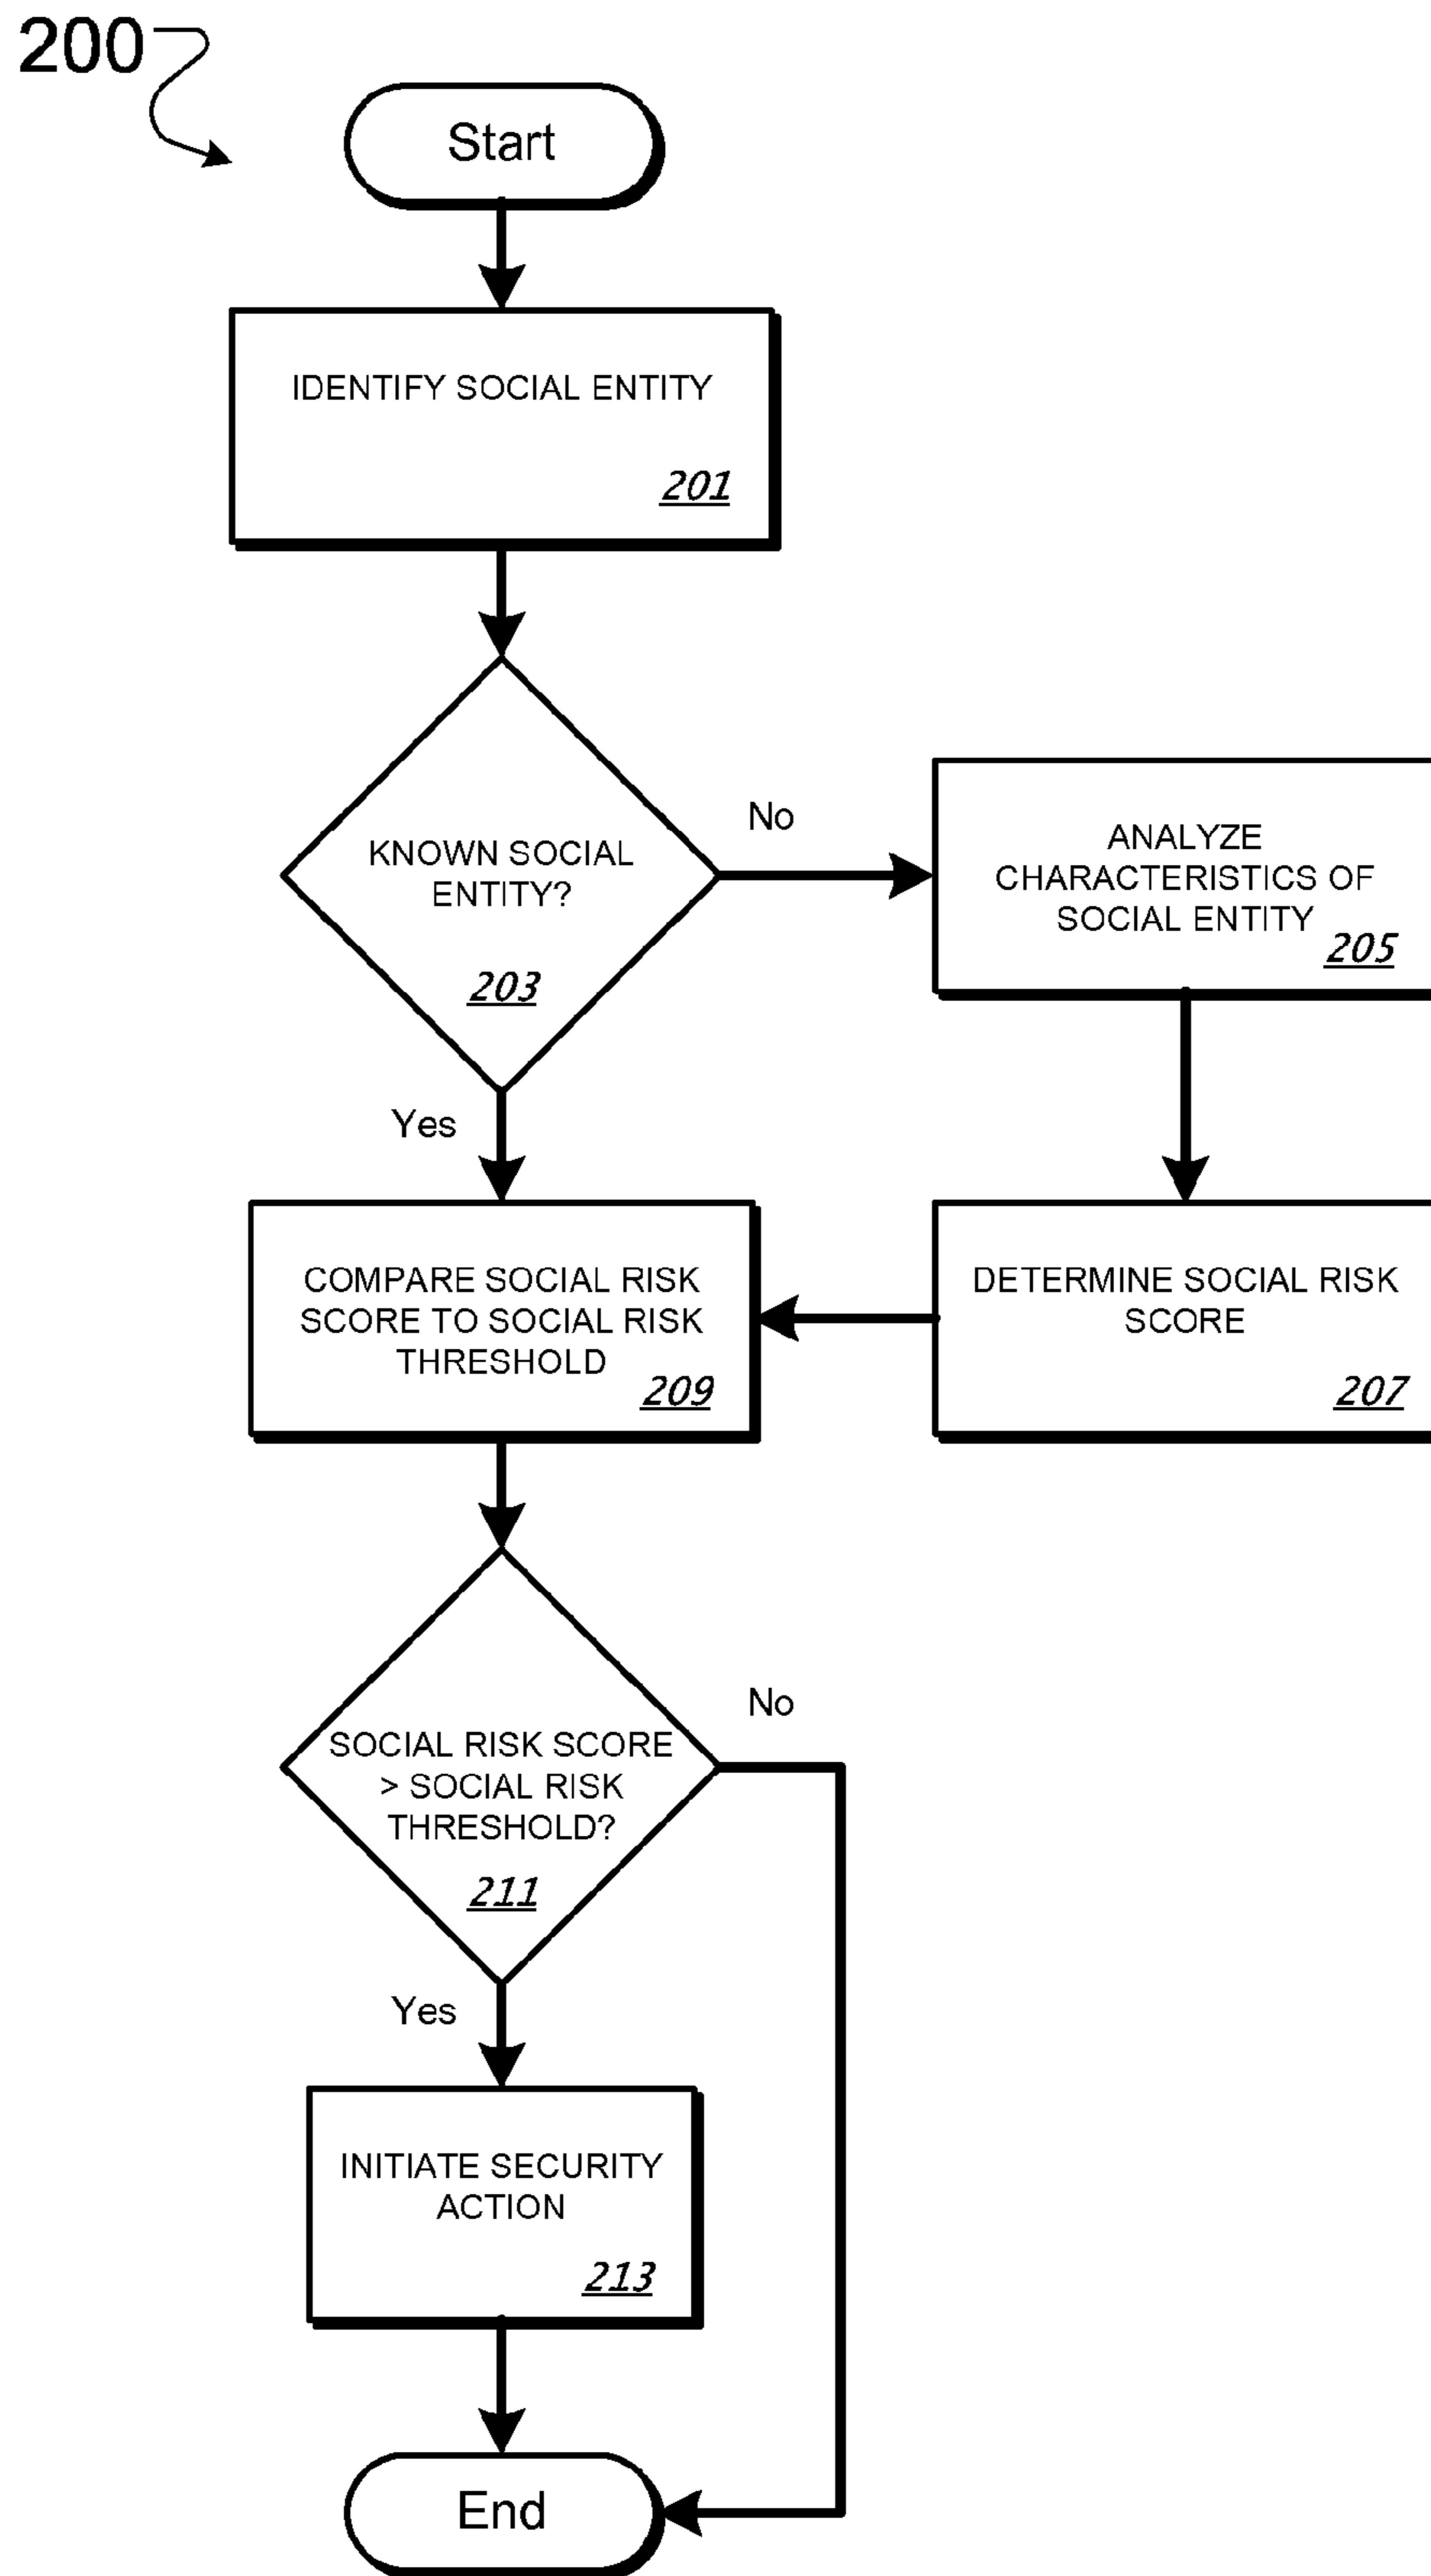 200
Start
IDENTIFY SOCIAL ENTITY
201
KNOWN SOCIAL
ENTITY?
203
No
ANALYZE
CHARACTERISTICS OF
SOCIAL ENTITY
205
Yes
COMPARE SOCIAL RISK
SCORE TO SOCIAL RISK
THRESHOLD
209
DETERMINE SOCIAL RISK
SCORE
207
SOCIAL RISK SCORE
> SOCIAL RISK
THRESHOLD?
211
No
Yes
INITIATE SECURITY
ACTION
213
End